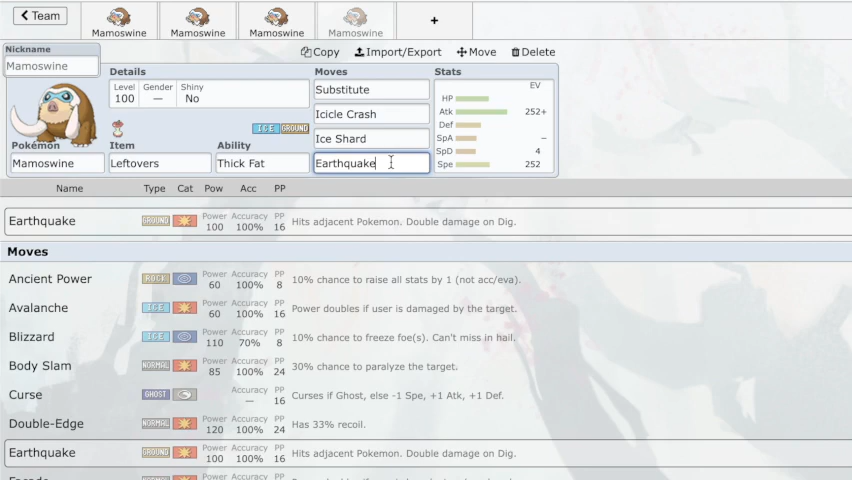 < Team
Mamoswine
Mamoswine
Mamoswine
Mamoswine
+
Nickname
Mamoswine
Copy
Import/Export
Move
Delete
Details
Level
100
Gender
—
Shiny
No
ICE GROUND
Pokémon
Mamoswine
Item
Leftovers
Ability
Thick Fat
Moves
Substitute
Icicle Crash
Ice Shard
Earthquake
Stats
EV
HP
Atk 252+
Def
SpA –
SpD 4
Spe 252
Name Type Cat Pow Acc PP
Earthquake GROUND Power 100 Accuracy 100% PP 16 Hits adjacent Pokemon. Double damage on Dig.
Moves
Ancient Power ROCK Power 60 Accuracy 100% PP 8 10% chance to raise all stats by 1 (not acc/eva).
Avalanche ICE Power 60 Accuracy 100% PP 16 Power doubles if user is damaged by the target.
Blizzard ICE Power 110 Accuracy 70% PP 8 10% chance to freeze foe(s). Can't miss in hail.
Body Slam NORMAL Power 85 Accuracy 100% PP 24 30% chance to paralyze the target.
Curse GHOST Accuracy — PP 16 Curses if Ghost, else -1 Spe, +1 Atk, +1 Def.
Double-Edge NORMAL Power 120 Accuracy 100% PP 24 Has 33% recoil.
Earthquake GROUND Power 100 Accuracy 100% PP 16 Hits adjacent Pokemon. Double damage on Dig.